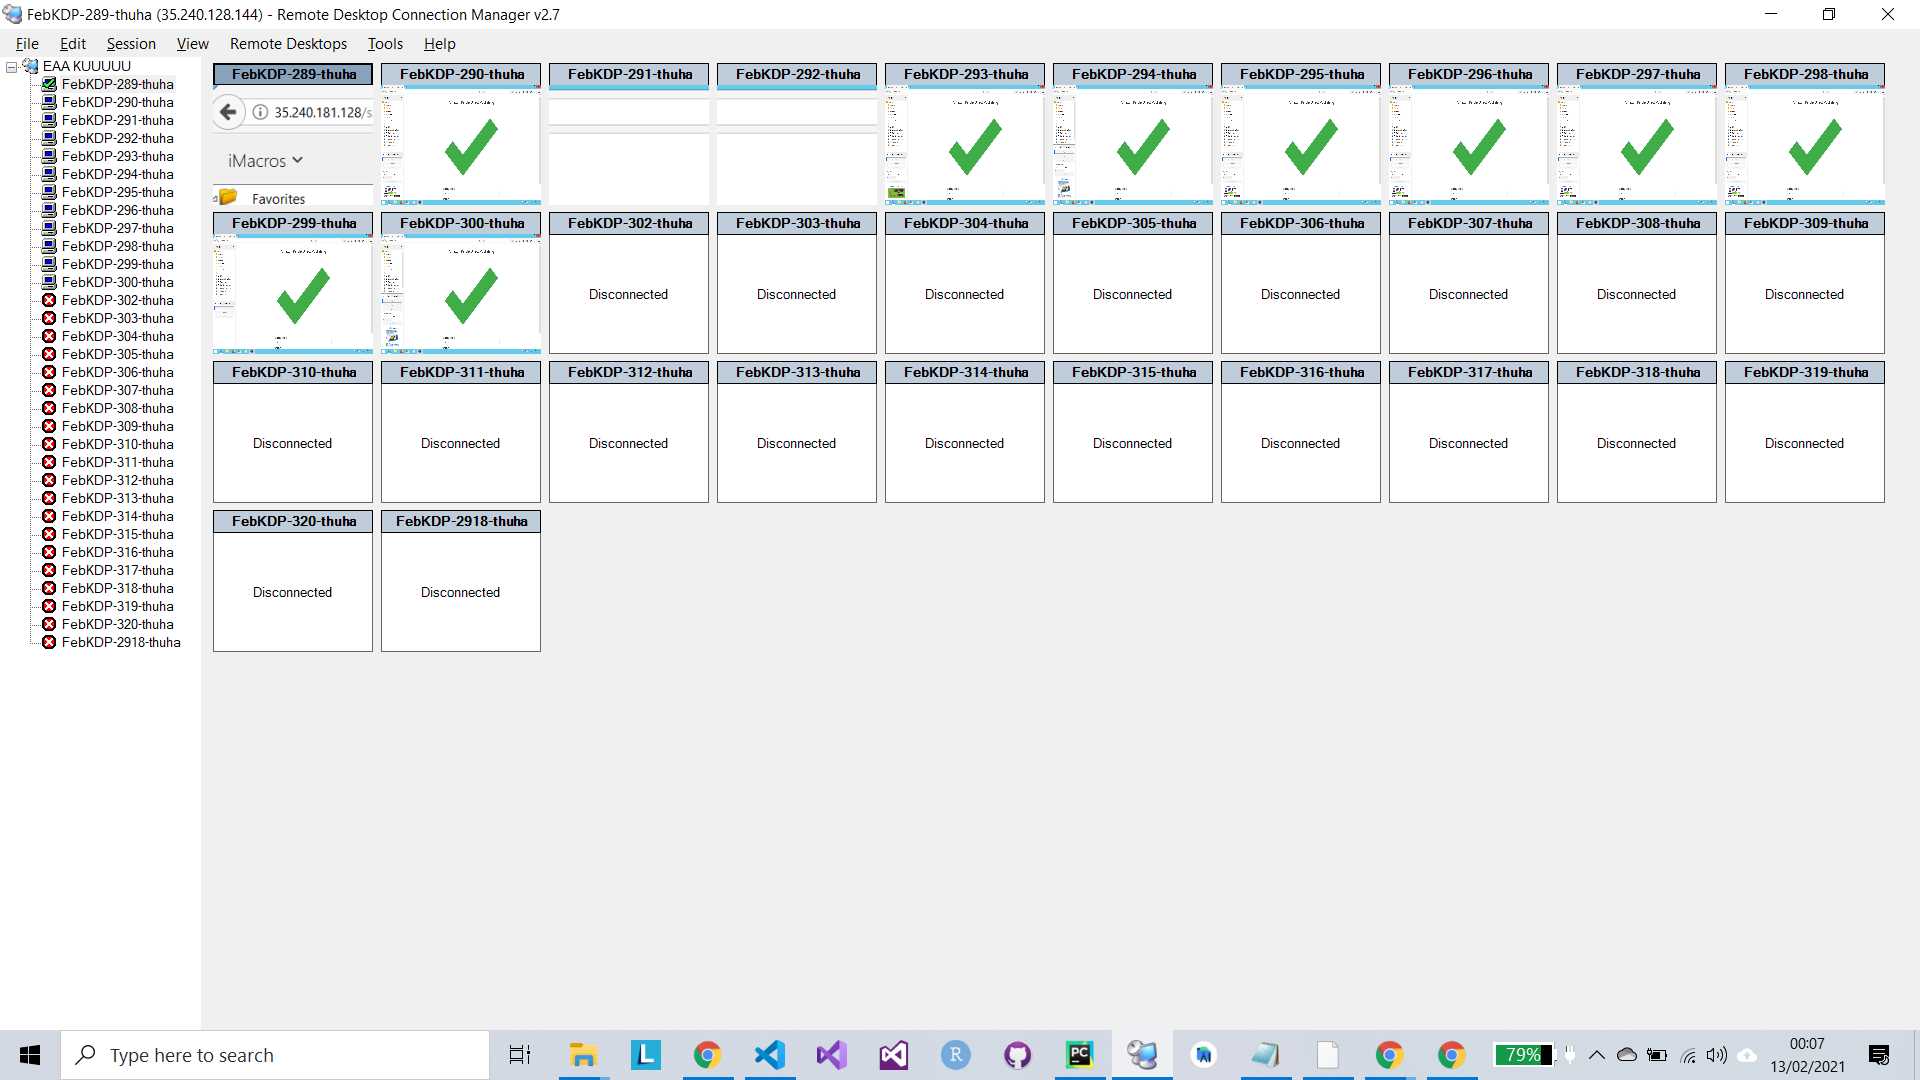 FebKDP-289-thuha (35.240.128.144) - Remote Desktop Connection Manager v2.7
File Edit Session View Remote Desktops Tools Help
EAA KUUUUU
FebKDP-289-thuha
FebKDP-290-thuha
FebKDP-291-thuha
FebKDP-292-thuha
FebKDP-293-thuha
FebKDP-294-thuha
FebKDP-295-thuha
FebKDP-296-thuha
FebKDP-297-thuha
FebKDP-298-thuha
FebKDP-299-thuha
FebKDP-300-thuha
FebKDP-302-thuha
FebKDP-303-thuha
FebKDP-304-thuha
FebKDP-305-thuha
FebKDP-306-thuha
FebKDP-307-thuha
FebKDP-308-thuha
FebKDP-309-thuha
FebKDP-310-thuha
FebKDP-311-thuha
FebKDP-312-thuha
FebKDP-313-thuha
FebKDP-314-thuha
FebKDP-315-thuha
FebKDP-316-thuha
FebKDP-317-thuha
FebKDP-318-thuha
FebKDP-319-thuha
FebKDP-320-thuha
FebKDP-2918-thuha
FebKDP-289-thuha FebKDP-290-thuha FebKDP-291-thuha FebKDP-292-thuha FebKDP-293-thuha FebKDP-294-thuha FebKDP-295-thuha FebKDP-296-thuha FebKDP-297-thuha FebKDP-298-thuha
35.240.181.128/s
iMacros
Favorites
FebKDP-299-thuha FebKDP-300-thuha FebKDP-302-thuha FebKDP-303-thuha FebKDP-304-thuha FebKDP-305-thuha FebKDP-306-thuha FebKDP-307-thuha FebKDP-308-thuha FebKDP-309-thuha
Disconnected Disconnected Disconnected Disconnected Disconnected Disconnected Disconnected Disconnected
FebKDP-310-thuha FebKDP-311-thuha FebKDP-312-thuha FebKDP-313-thuha FebKDP-314-thuha FebKDP-315-thuha FebKDP-316-thuha FebKDP-317-thuha FebKDP-318-thuha FebKDP-319-thuha
Disconnected Disconnected Disconnected Disconnected Disconnected Disconnected Disconnected Disconnected Disconnected Disconnected
FebKDP-320-thuha FebKDP-2918-thuha
Disconnected Disconnected
Type here to search
L
R
PC
79%
00:07
13/02/2021